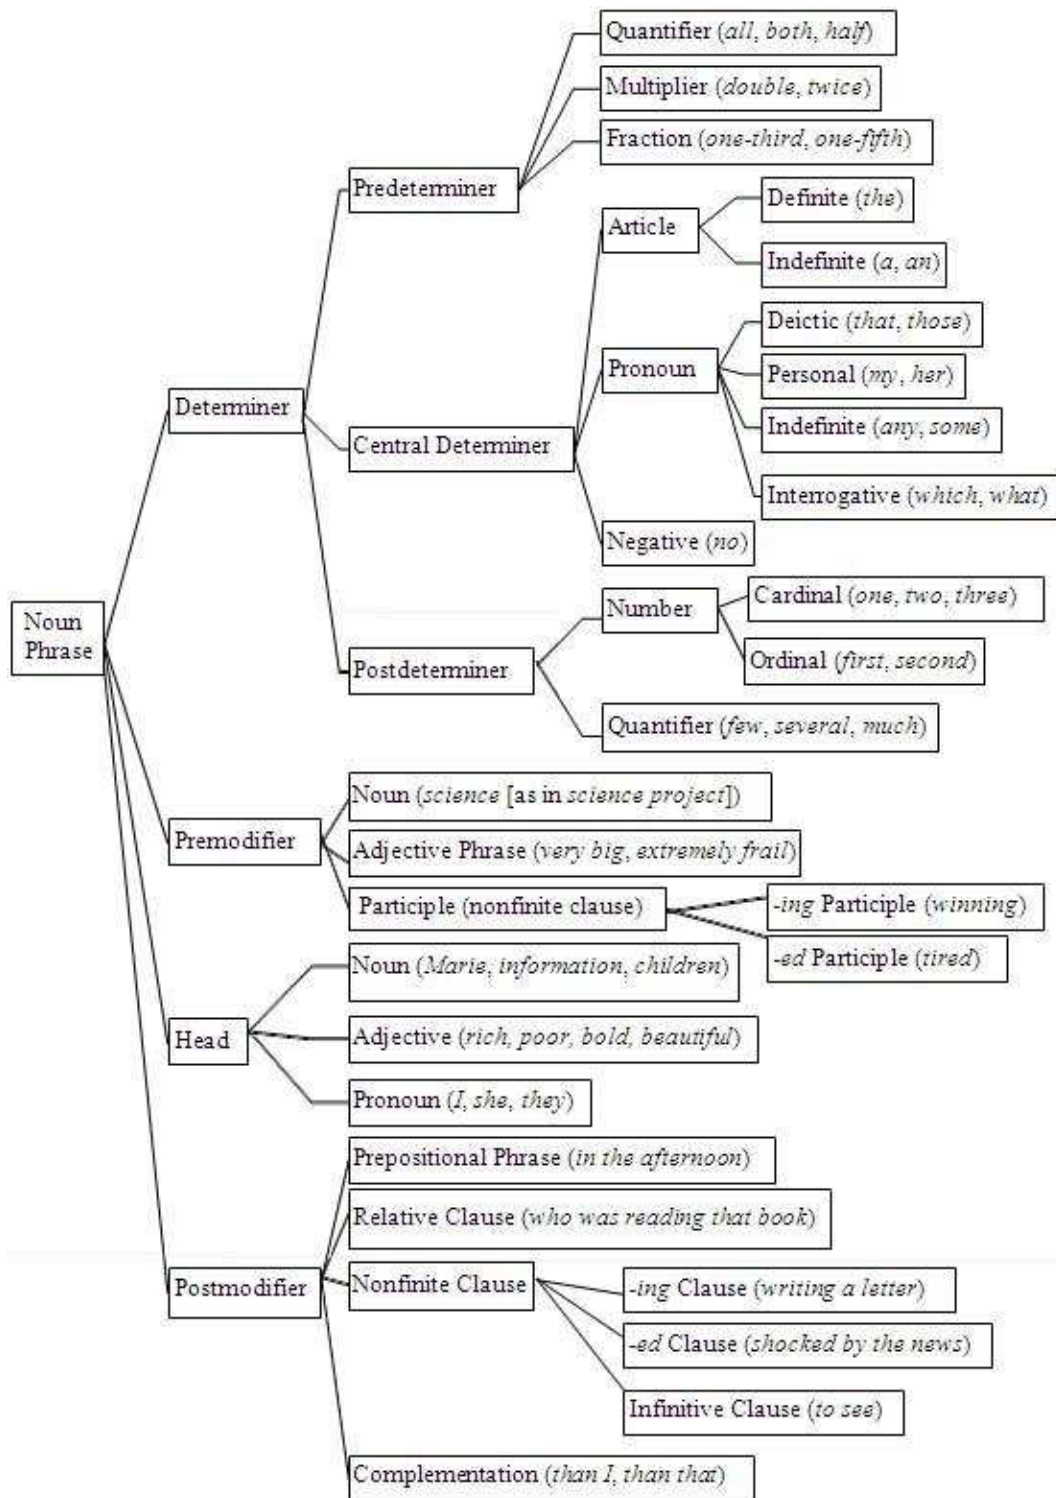 Quantifier (all, both, half)
Multiplier (double, twice)
Fraction (one-third, one-fifth)
Predeterminer
Definite (the)
Article
Indefinite (a, an)
Deictic (that, those)
Pronoun
Personal (my, her)
Determiner
Indefinite (any, some)
Central Determiner
Interrogative (which, what)
Negative (no)
Cardinal (one, two, three)
Number
Noun
Phrase
Ordinal (first, second)
Postdeterminer
Quantifier (few, several, much)
Noun (science [as in science project])
Premodifier
Adjective Phrase (very big, extremely frail)
Participle (nonfinite clause)
-ing Participle (winning)
-ed Participle (tired)
Noun (Marie, information, children)
Head
Adjective (rich, poor, bold, beautiful)
Pronoun (I, she, they)
Prepositional Phrase (in the afternoon)
Relative Clause (who was reading that book)
Postmodifier
Nonfinite Clause
-ing Clause (writing a letter)
-ed Clause (shocked by the news)
Infinitive Clause (to see)
Complementation (than I, than that)